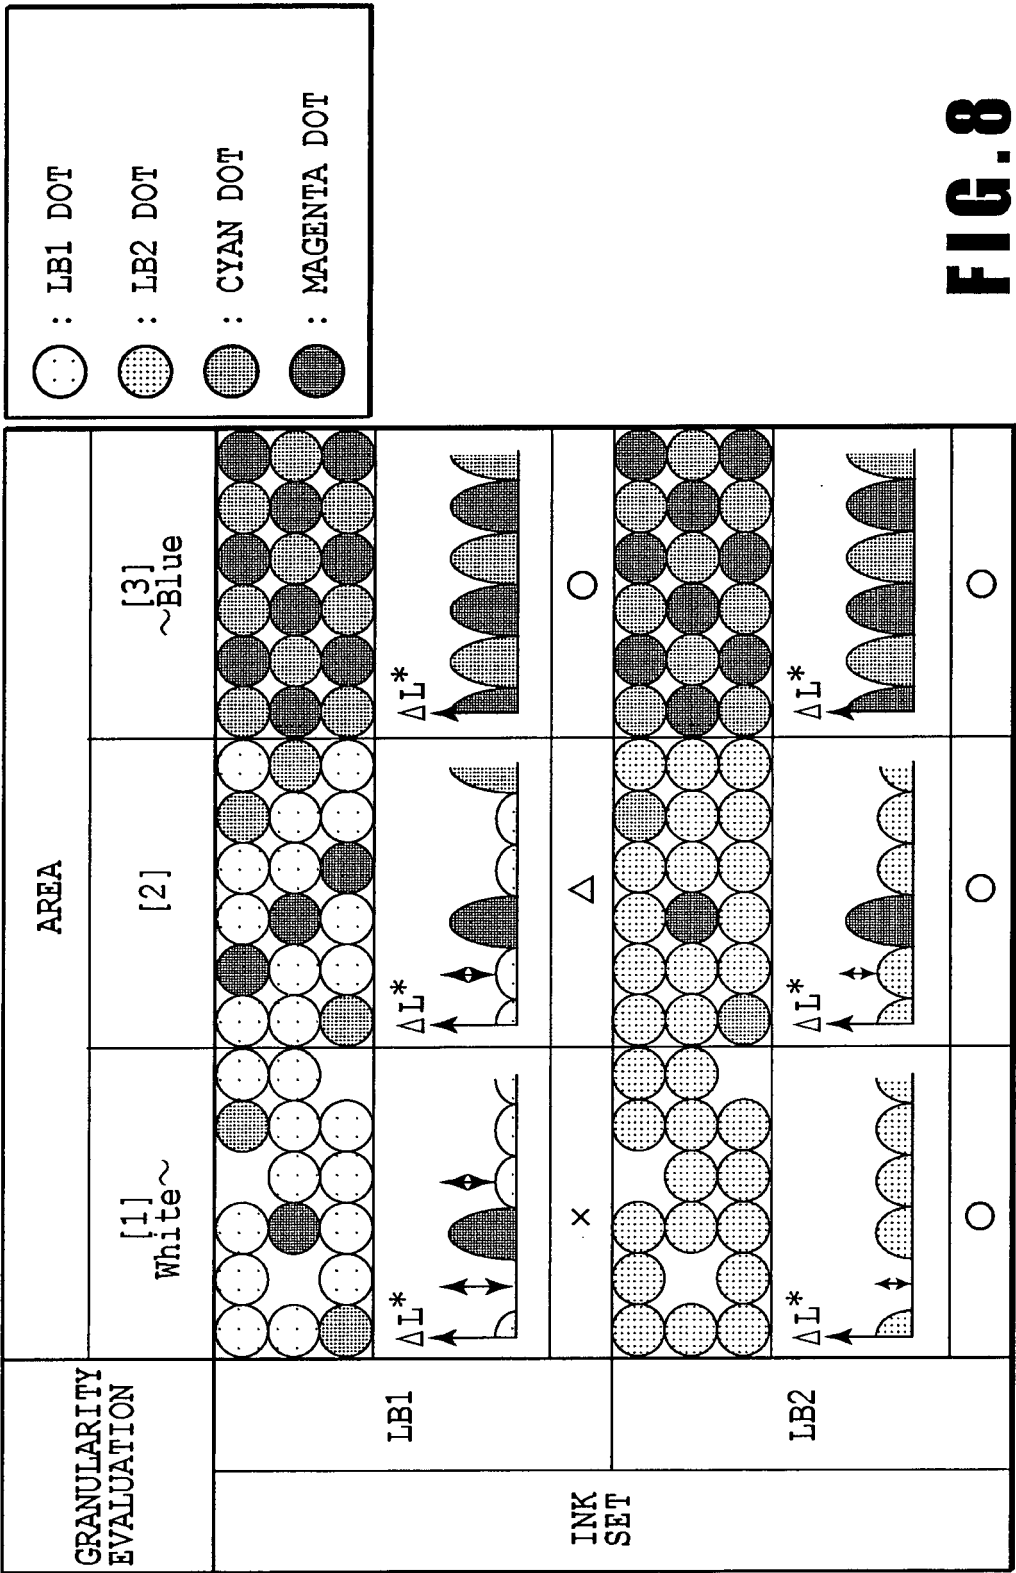 GRANULARITY
EVALUATION
AREA
[1]
White~
[2]
[3]
~Blue
INK
SET
LB1
ΔL*
ΔL*
ΔL*
×
△
○
LB2
ΔL*
ΔL*
ΔL*
○
○
○
: LB1 DOT
: LB2 DOT
: CYAN DOT
: MAGENTA DOT
FIG.8